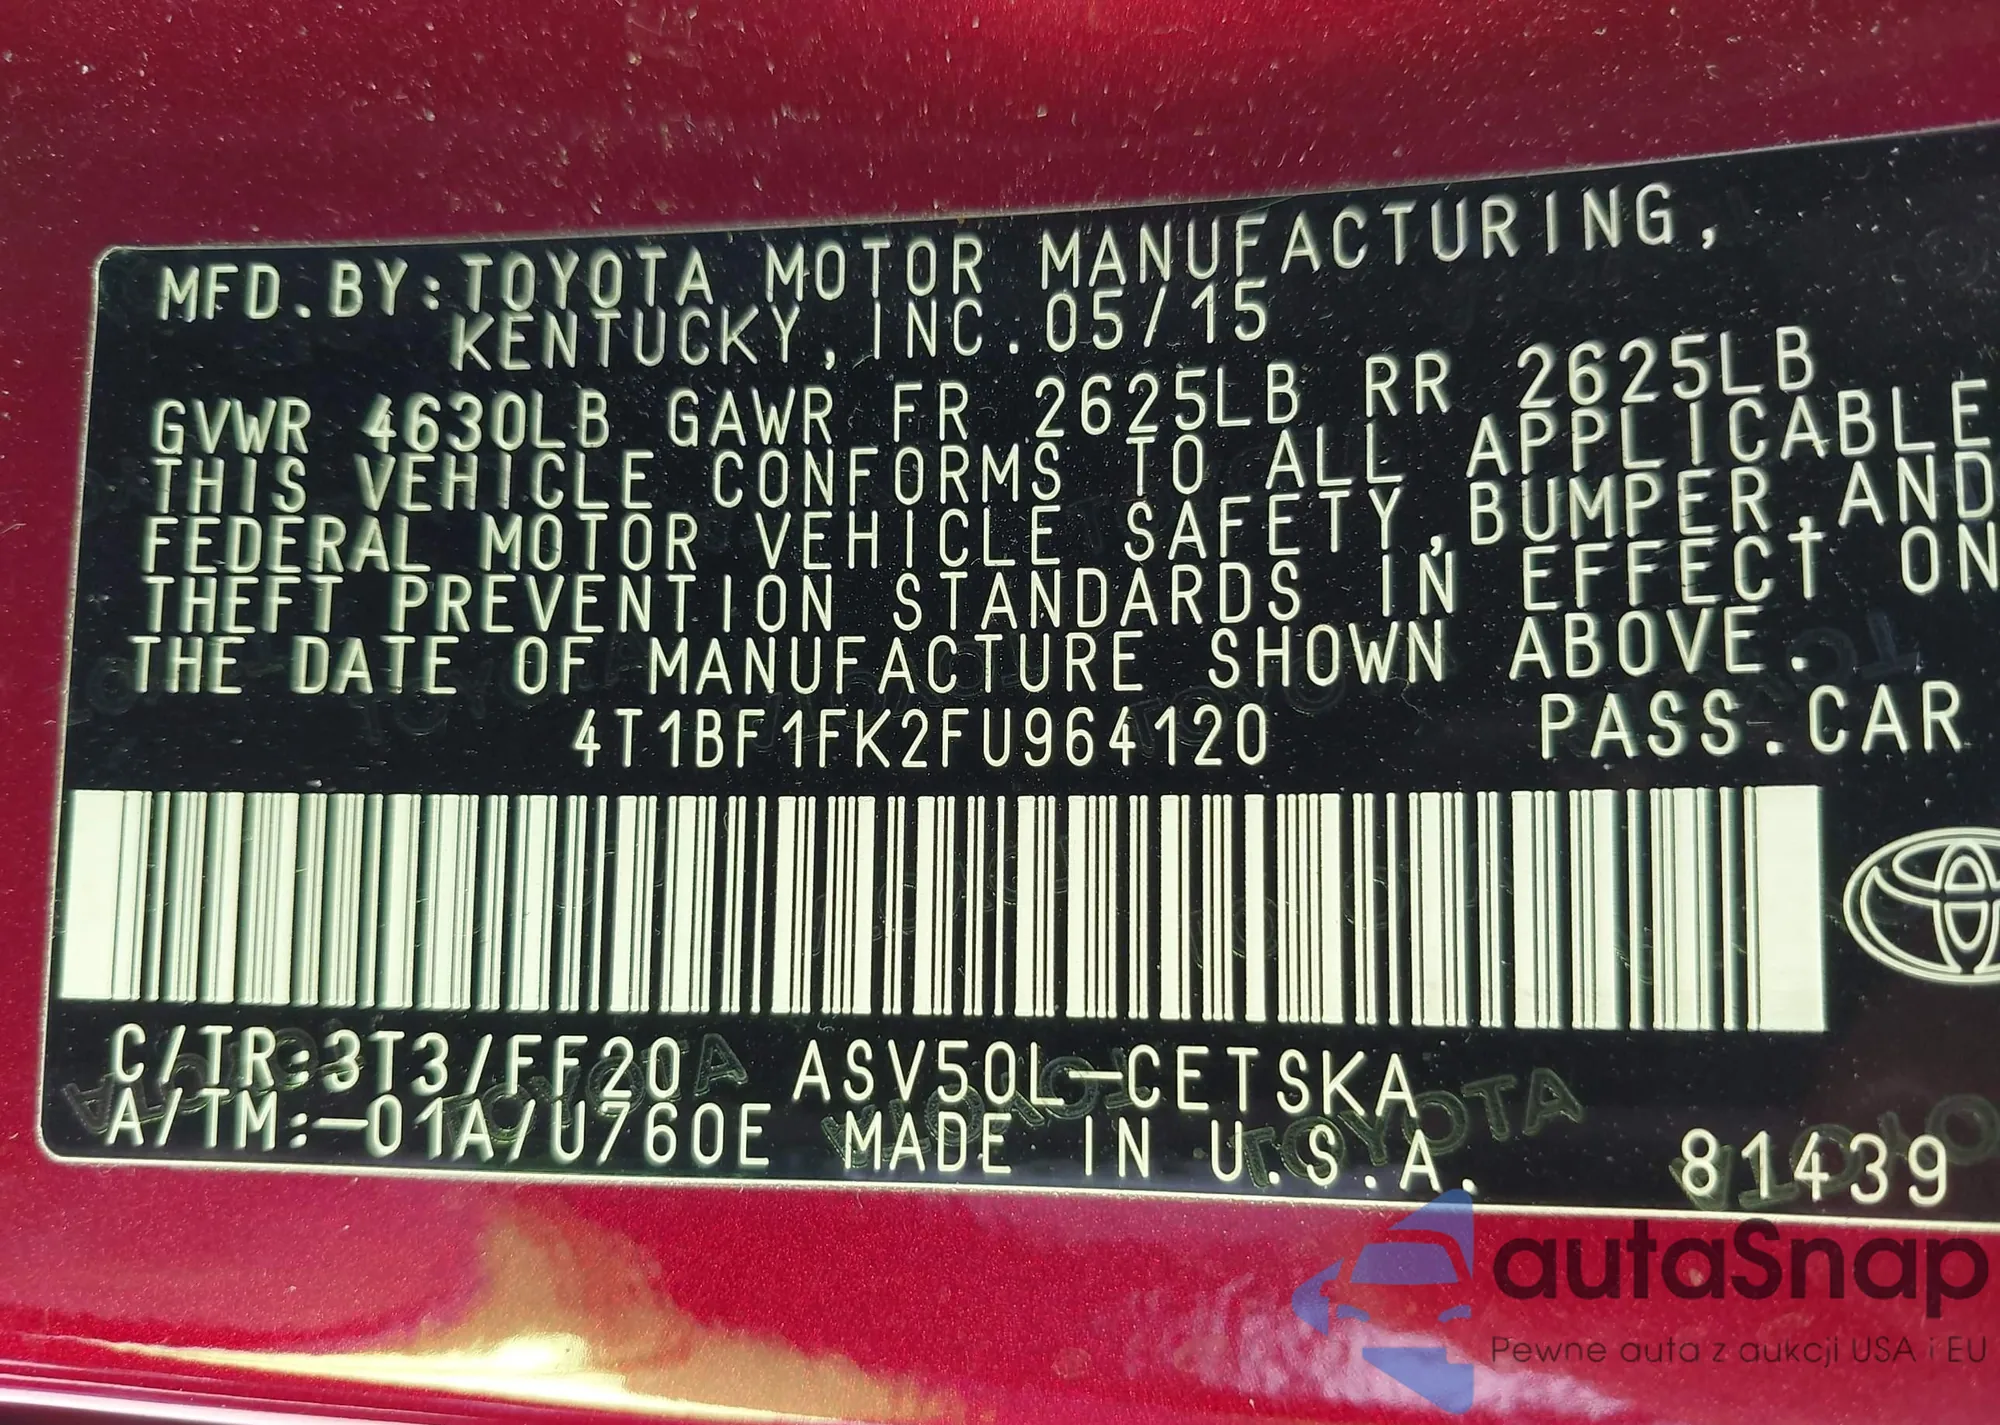 MFD.BY:TOYOTA MOTOR MANUFACTURING,
KENTUCKY, INC. 05/15
GVWR 4630LB GAWR FR 2625LB RR 2625LB
THIS VEHICLE CONFORMS TO ALL APPLICABLE
FEDERAL MOTOR VEHICLE SAFETY,BUMPER,AND
THEFT PREVENTION STANDARDS IN EFFECT ON
THE DATE OF MANUFACTURE SHOWN ABOVE.
4T1BF1FK2FU964120 PASS.CAR
C/TR:3T3/FF20 ASV50L-CETSKA
A/TM:-01A/U760E MADE IN U.S.A. 81439
autaSnap
Pewne auta z aukcji USA i EU